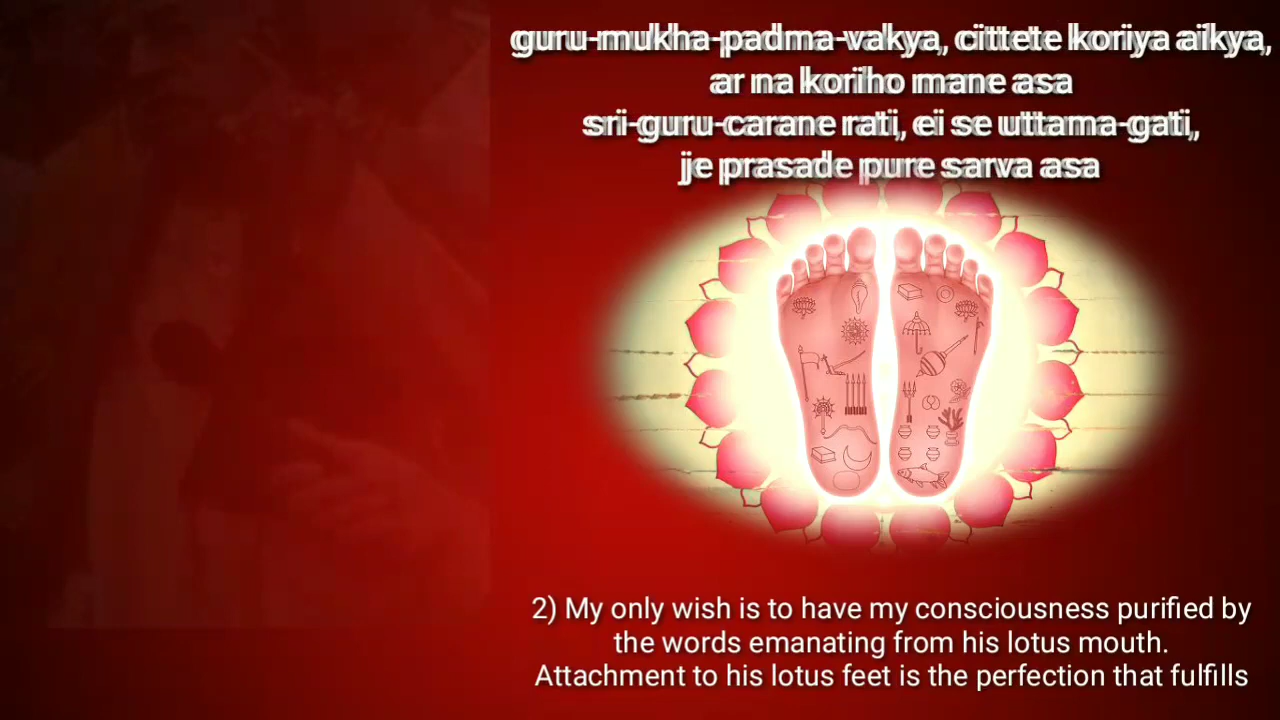 guru-mukha-padma-vakya, cittete koriya aikya,
ar na koriho mane asa
sri-guru-carane rati, ei se uttama-gati,
je prasade pure sarva asa
2) My only wish is to have my consciousness purified by
the words emanating from his lotus mouth.
Attachment to his lotus feet is the perfection that fulfills